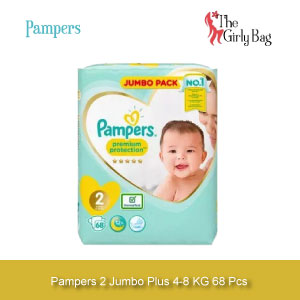 Pampers
The
Girly Bag
JUMBO PACK
NO.1
Pampers
premium
protection
2
68
Pampers 2 Jumbo Plus 4-8 KG 68 Pcs